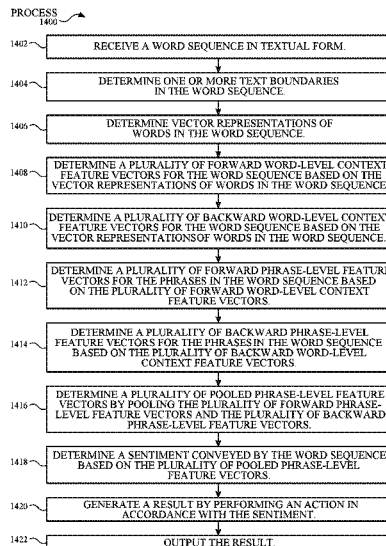 PROCESS
1400
1402
RECEIVE A WORD SEQUENCE IN TEXTUAL FORM.
1404
DETERMINE ONE OR MORE TEXT BOUNDARIES
IN THE WORD SEQUENCE.
1406
DETERMINE VECTOR REPRESENTATIONS OF
WORDS IN THE WORD SEQUENCE.
1408
DETERMINE A PLURALITY OF FORWARD WORD-LEVEL CONTEXT
FEATURE VECTORS FOR THE WORD SEQUENCE BASED ON THE
VECTOR REPRESENTATIONS OF WORDS IN THE WORD SEQUENCE
1410
DETERMINE A PLURALITY OF BACKWARD WORD-LEVEL CONTEXT
FEATURE VECTORS FOR THE WORD SEQUENCE BASED ON THE
VECTOR REPRESENTATIONSOF WORDS IN THE WORD SEQUENCE.
1412
DETERMINE A PLURALITY OF FORWARD PHRASE-LEVEL FEATURE
VECTORS FOR THE PHRASES IN THE WORD SEQUENCE BASED
ON THE PLURALITY OF FORWARD WORD-LEVEL CONTEXT
FEATURE VECTORS.
1414
DETERMINE A PLURALITY OF BACKWARD PHRASE-LEVEL
FEATURE VECTORS FOR THE PHRASES IN THE WORD SEQUENCE
BASED ON THE PLURALITY OF BACKWARD WORD-LEVEL
CONTEXT FEATURE VECTORS.
1416
DETERMINE A PLURALITY OF POOLED PHRASE-LEVEL FEATURE
VECTORS BY POOLING THE PLURALITY OF FORWARD PHRASE-
LEVEL FEATURE VECTORS AND THE PLURALITY OF BACKWARD
PHRASE-LEVEL FEATURE VECTORS.
1418
DETERMINE A SENTIMENT CONVEYED BY THE WORD SEQUENCE
BASED ON THE PLURALITY OF POOLED PHRASE-LEVEL
FEATURE VECTORS.
1420
GENERATE A RESULT BY PERFORMING AN ACTION IN
ACCORDANCE WITH THE SENTIMENT.
1422
OUTPUT THE RESULT.